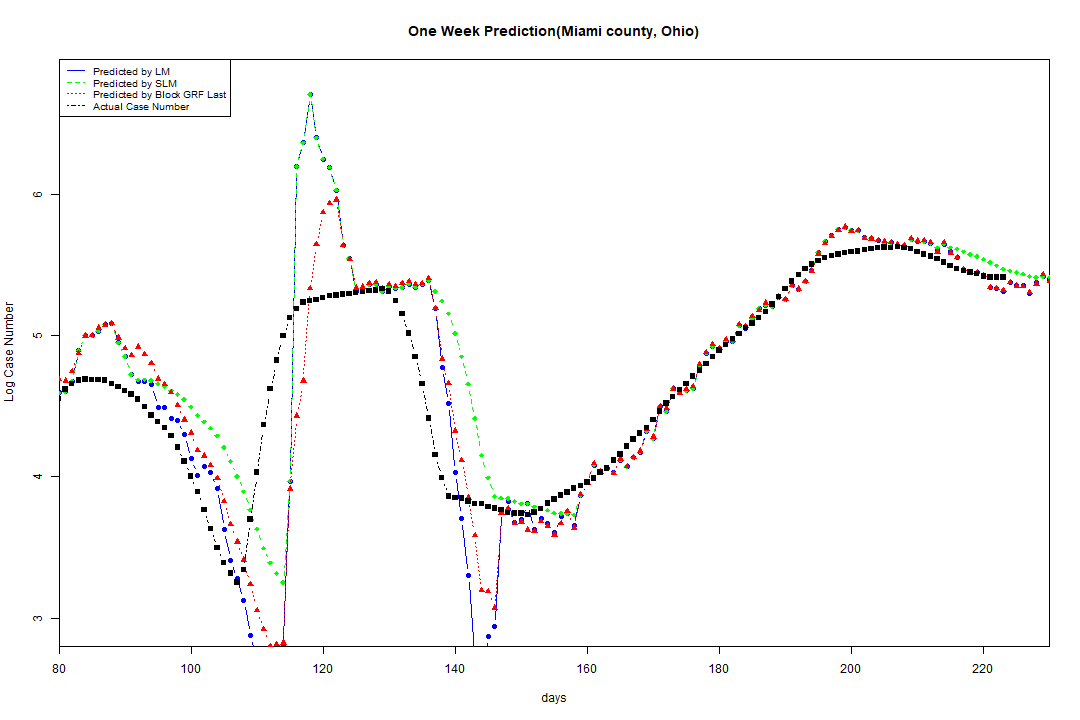 One Week Prediction(Miami county, Ohio)
Predicted by LM
Predicted by SLM
Predicted by Block GRF Last
Actual Case Number
Log Case Number
6
5
4
3
80 100 120 140 160 180 200 220
days